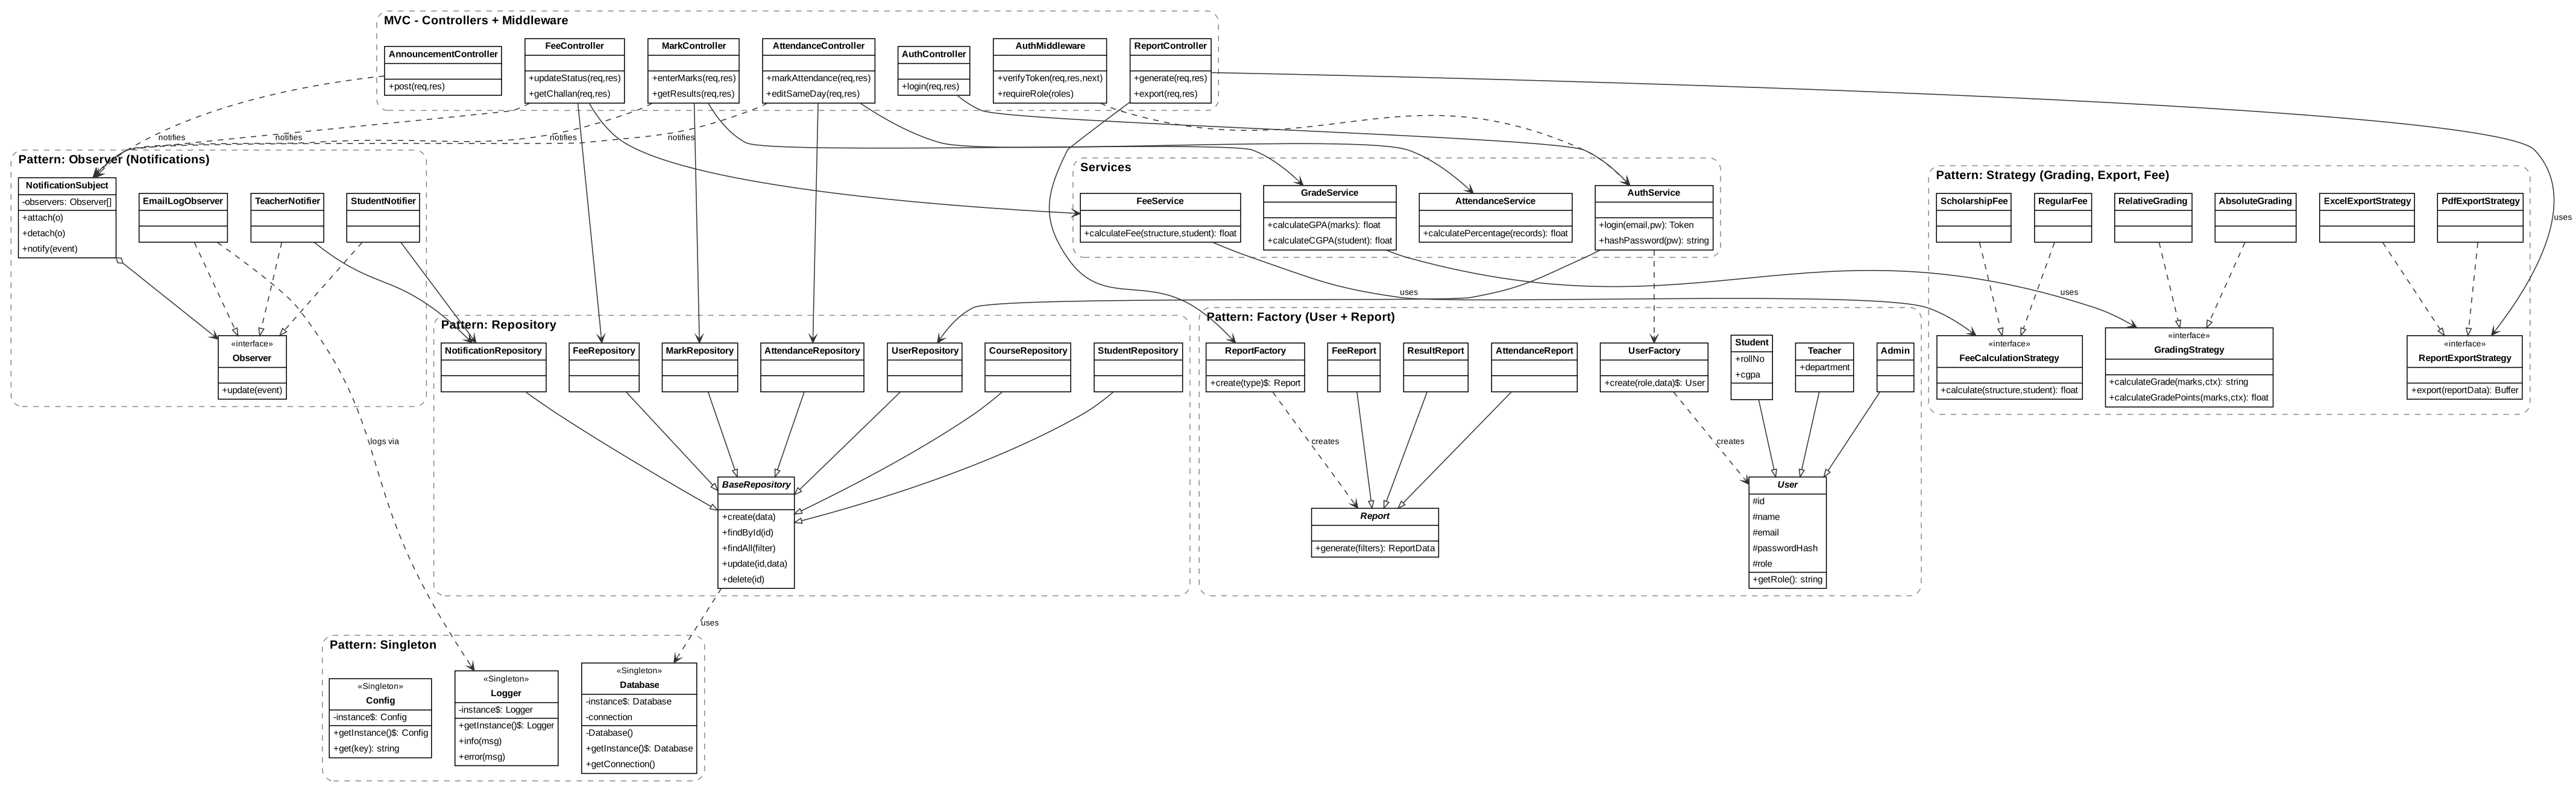 MVC - Controllers + Middleware
AnnouncementController
+post(req,res)
FeeController
+updateStatus(req,res)
+getChallan(req,res)
MarkController
+enterMarks(req,res)
+getResults(req,res)
AttendanceController
+markAttendance(req,res)
+editSameDay(req,res)
AuthController
+login(req,res)
AuthMiddleware
+verifyToken(req,res,next)
+requireRole(roles)
ReportController
+generate(req,res)
+export(req,res)
notifies
notifies
notifies
notifies
Pattern: Observer (Notifications)
NotificationSubject
-observers: Observer[]
+attach(o)
+detach(o)
+notify(event)
EmailLogObserver
TeacherNotifier
StudentNotifier
«interface»
Observer
+update(event)
Services
FeeService
+calculateFee(structure,student): float
GradeService
+calculateGPA(marks): float
+calculateCGPA(student): float
AttendanceService
+calculatePercentage(records): float
AuthService
+login(email,pw): Token
+hashPassword(pw): string
Pattern: Strategy (Grading, Export, Fee)
ScholarshipFee
RegularFee
RelativeGrading
AbsoluteGrading
ExcelExportStrategy
PdfExportStrategy
uses
uses
uses
«interface»
FeeCalculationStrategy
+calculate(structure,student): float
«interface»
GradingStrategy
+calculateGrade(marks,ctx): string
+calculateGradePoints(marks,ctx): float
«interface»
ReportExportStrategy
+export(reportData): Buffer
Pattern: Repository
NotificationRepository
FeeRepository
MarkRepository
AttendanceRepository
UserRepository
CourseRepository
StudentRepository
BaseRepository
+create(data)
+findById(id)
+findAll(filter)
+update(id,data)
+delete(id)
Pattern: Factory (User + Report)
ReportFactory
+create(type)$: Report
FeeReport
ResultReport
AttendanceReport
UserFactory
+create(role,data)$: User
Student
+rollNo
+cgpa
Teacher
+department
Admin
creates
creates
Report
+generate(filters): ReportData
User
#id
#name
#email
#passwordHash
#role
+getRole(): string
logs via
uses
Pattern: Singleton
«Singleton»
Config
-instance$: Config
+getInstance()$: Config
+get(key): string
«Singleton»
Logger
-instance$: Logger
+getInstance()$: Logger
+info(msg)
+error(msg)
«Singleton»
Database
-instance$: Database
-connection
-Database()
+getInstance()$: Database
+getConnection()